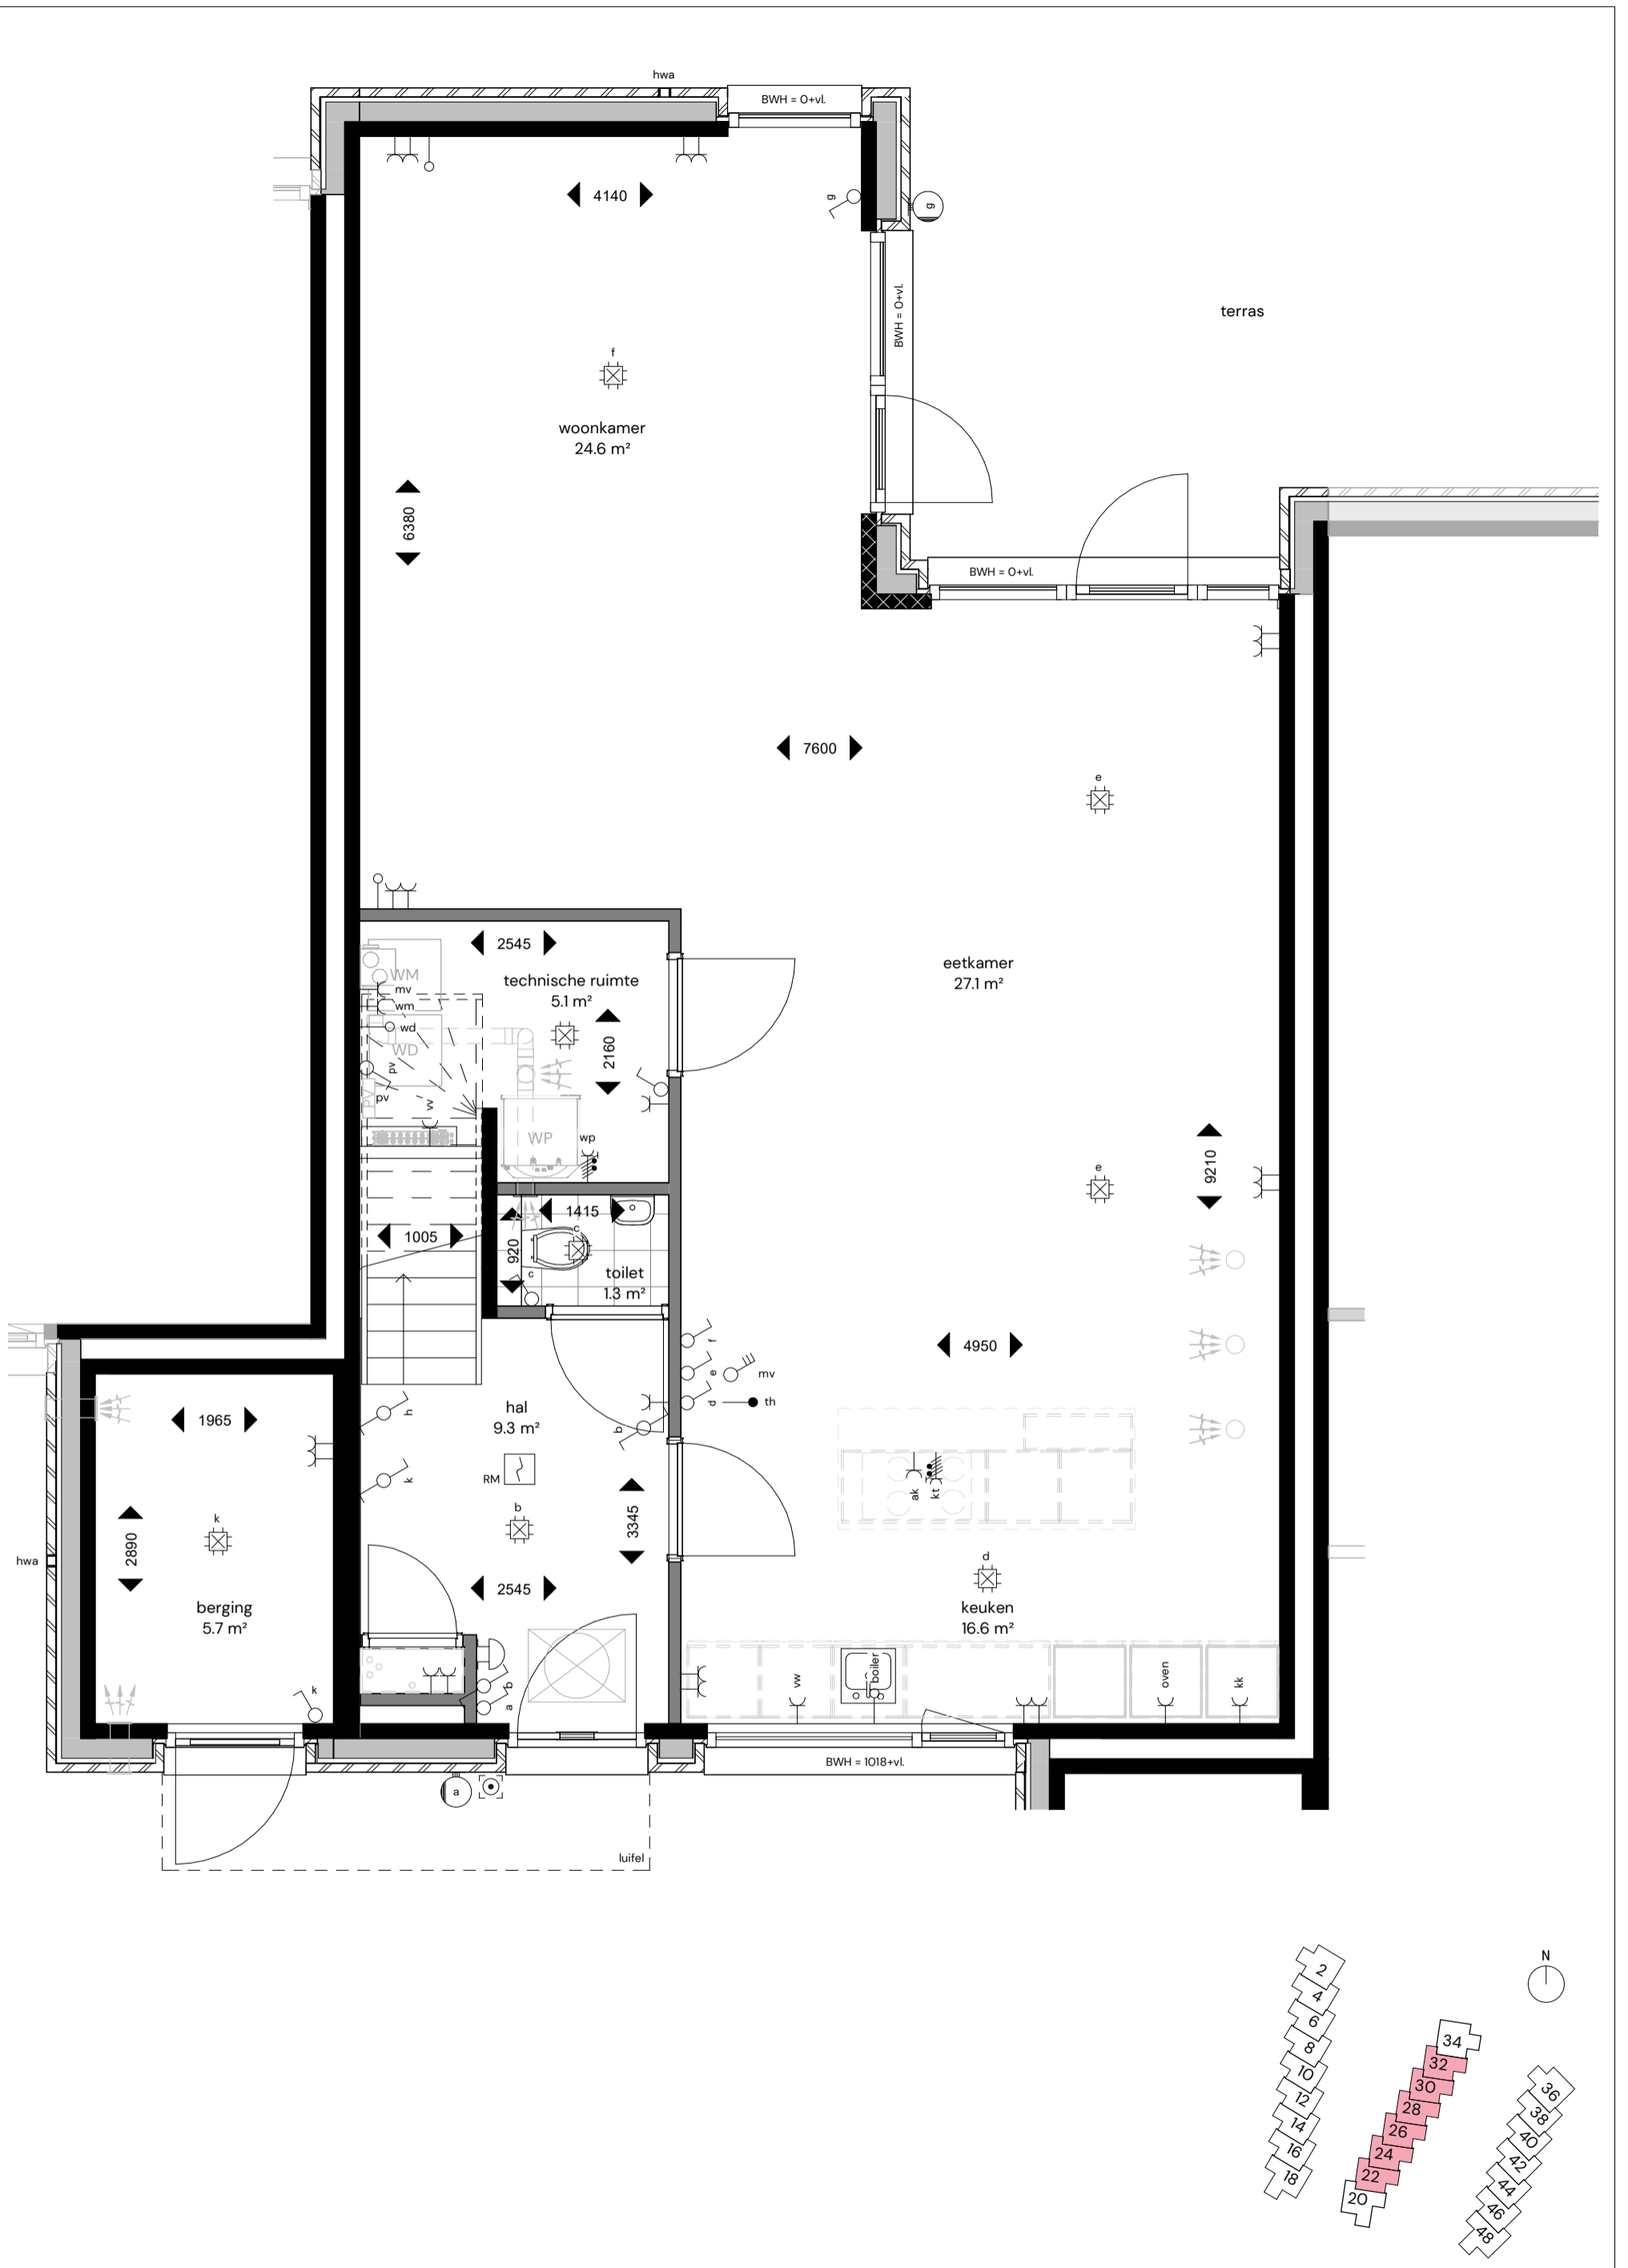 hwa
BWH = 0+vl.
4140
g
g
BWH = 0+vl.
terras
f
woonkamer
24.6 m²
6380
BWH = 0+vl.
7600
e
2545
technische ruimte
5.1 m²
eetkamer
27.1 m²
WM
mv
wm
wd
WD
2160
pv
pv
PV
vv
WP
wp
e
9210
1415
1005
920
c
c
toilet
1.3 m²
f
4950
e
mv
d
th
hal
9.3 m²
h
b
1965
k
RM
ak
kt
b
3345
k
2890
hwa
d
2545
berging
5.7 m²
keuken
16.6 m²
vv
boiler
oven
kk
k
b
a
BWH = 1018+vl.
a
luifel
N
2
4
6
8
10
12
14
16
18
34
32
30
28
26
24
22
20
36
38
40
42
44
46
48